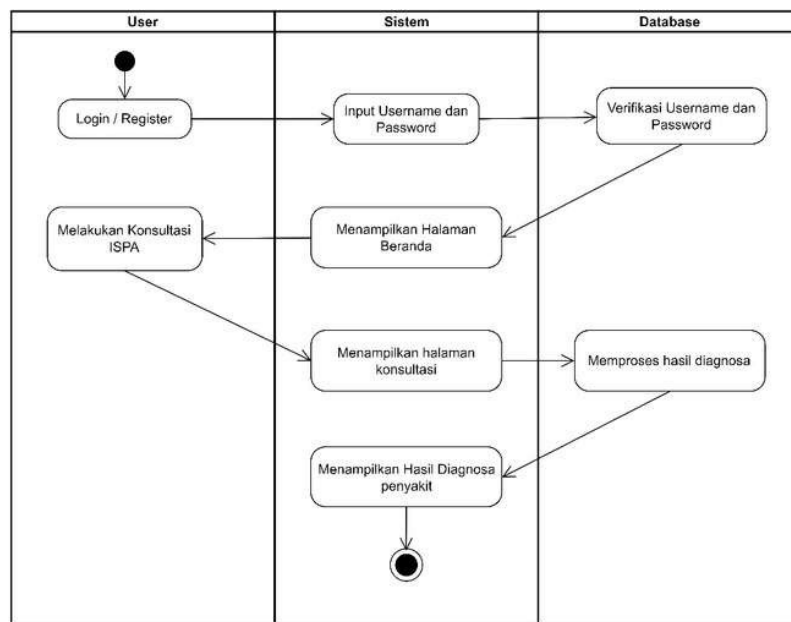 User
Sistem
Database
Login / Register
Input Username dan
Password
Verifikasi Username dan
Password
Melakukan Konsultasi
ISPA
Menampilkan Halaman
Beranda
Menampilkan halaman
konsultasi
Memproses hasil diagnosa
Menampilkan Hasil Diagnosa
penyakit